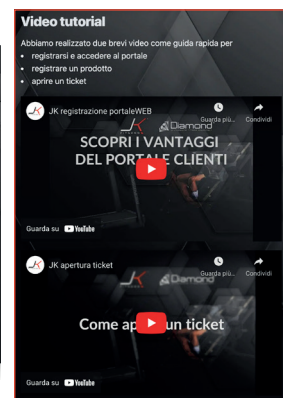 Video tutorial
Abbiamo realizzato due brevi video come guida rapida per
• registrarsi e accedere al portale
• registrare un prodotto
• aprire un ticket
JK registrazione portaleWEB
Guarda più...
Condividi
JK
Diamond
SCOPRI I VANTAGGI
DEL PORTALE CLIENTI
Guarda su YouTube
JK apertura ticket
Guarda più...
Condividi
JK
Diamond
Come ap un ticket
Guarda su YouTube